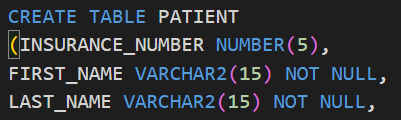 CREATE TABLE PATIENT
(INSURANCE_NUMBER NUMBER(5),
FIRST_NAME VARCHAR2(15) NOT NULL,
LAST_NAME VARCHAR2(15) NOT NULL,